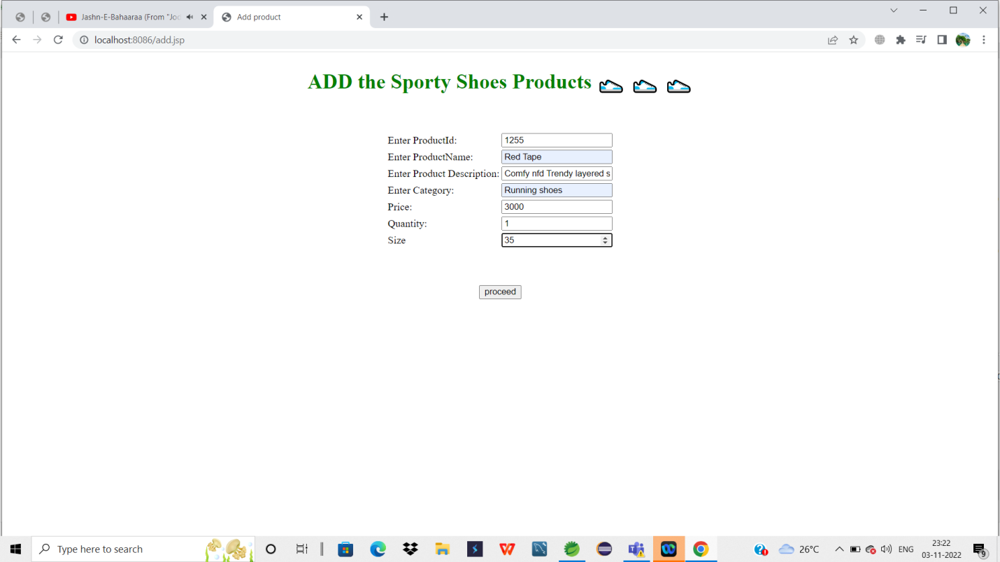 Jashn-E-Bahaaraa (From "Joc
Add product
localhost:8086/add.jsp
ADD the Sporty Shoes Products
Enter ProductId: 1255
Enter ProductName: Red Tape
Enter Product Description: Comfy nfd Trendy layered s
Enter Category: Running shoes
Price: 3000
Quantity: 1
Size 35
proceed
Type here to search
26°C
ENG
23:22
03-11-2022
9